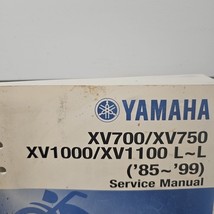 YAMAHA
XV700/XV750
XV1000/XV1100 L~L
('85~'99)
Service Manual